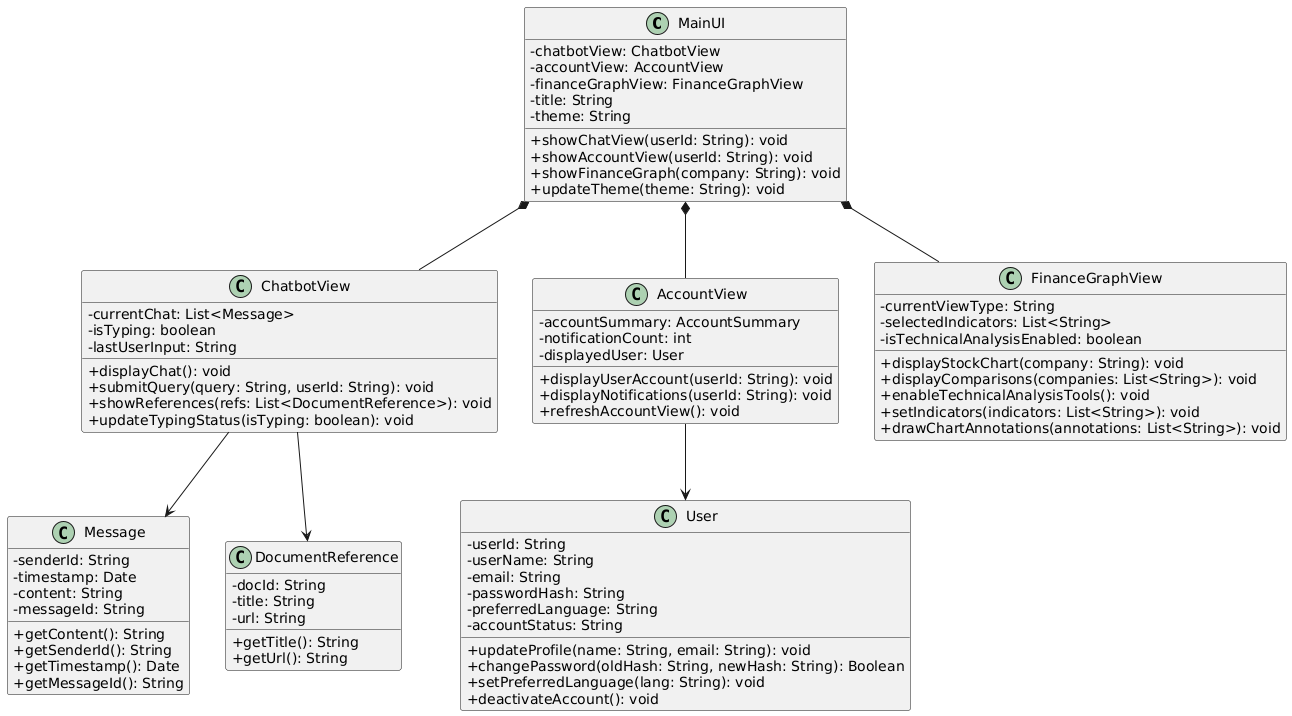 C MainUI
-chatbotView: ChatbotView
-accountView: AccountView
-financeGraphView: FinanceGraphView
-title: String
-theme: String
+showChatView(userId: String): void
+showAccountView(userId: String): void
+showFinanceGraph(company: String): void
+updateTheme(theme: String): void
C ChatbotView
-currentChat: List<Message>
-isTyping: boolean
-lastUserInput: String
+displayChat(): void
+submitQuery(query: String, userId: String): void
+showReferences(refs: List<DocumentReference>): void
+updateTypingStatus(isTyping: boolean): void
C AccountView
-accountSummary: AccountSummary
-notificationCount: int
-displayedUser: User
+displayUserAccount(userId: String): void
+displayNotifications(userId: String): void
+refreshAccountView(): void
C FinanceGraphView
-currentViewType: String
-selectedIndicators: List<String>
-isTechnicalAnalysisEnabled: boolean
+displayStockChart(company: String): void
+displayComparisons(companies: List<String>): void
+enableTechnicalAnalysisTools(): void
+setIndicators(indicators: List<String>): void
+drawChartAnnotations(annotations: List<String>): void
C Message
-senderId: String
-timestamp: Date
-content: String
-messageId: String
+getContent(): String
+getSenderId(): String
+getTimestamp(): Date
+getMessageId(): String
C DocumentReference
-docId: String
-title: String
-url: String
+getTitle(): String
+getUrl(): String
C User
-userId: String
-userName: String
-email: String
-passwordHash: String
-preferredLanguage: String
-accountStatus: String
+updateProfile(name: String, email: String): void
+changePassword(oldHash: String, newHash: String): Boolean
+setPreferredLanguage(lang: String): void
+deactivateAccount(): void